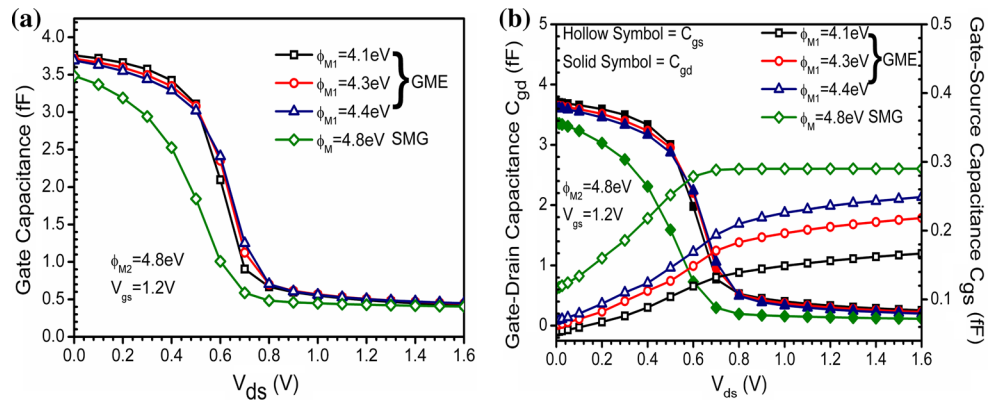 (a)
4.0
3.5
3.0
2.5
2.0
1.5
1.0
0.5
0.0
Gate Capacitance (fF)
ϕM1=4.1eV
ϕM1=4.3eV
ϕM1=4.4eV
} GME
ϕM=4.8eV SMG
ϕM2=4.8eV
Vgs=1.2V
0.0 0.2 0.4 0.6 0.8 1.0 1.2 1.4 1.6
Vds (V)
(b)
5
4
3
2
1
0
Gate-Drain Capacitance Cgd (fF)
Hollow Symbol = Cgs
Solid Symbol = Cgd
ϕM1=4.1eV
ϕM1=4.3eV
ϕM1=4.4eV
} GME
ϕM=4.8eV SMG
ϕM2=4.8eV
Vgs=1.2V
0.0 0.2 0.4 0.6 0.8 1.0 1.2 1.4 1.6
Vds (V)
0.5
0.4
0.3
0.2
0.1
Gate-Source Capacitance Cgs (fF)